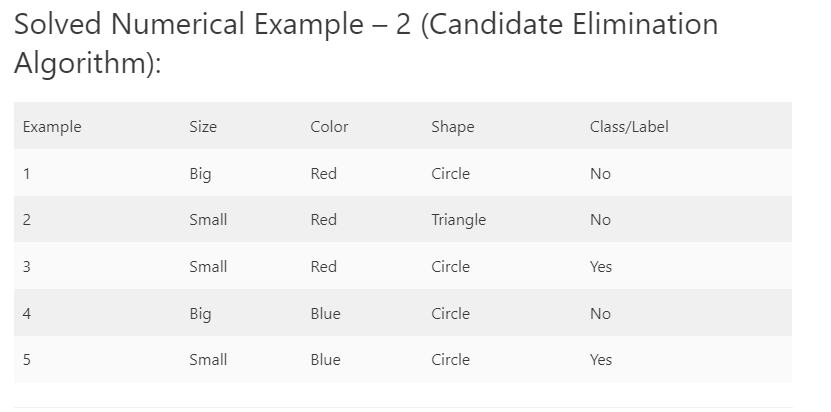 Solved Numerical Example – 2 (Candidate Elimination
Algorithm):
Example Size Color Shape Class/Label
1 Big Red Circle No
2 Small Red Triangle No
3 Small Red Circle Yes
4 Big Blue Circle No
5 Small Blue Circle Yes